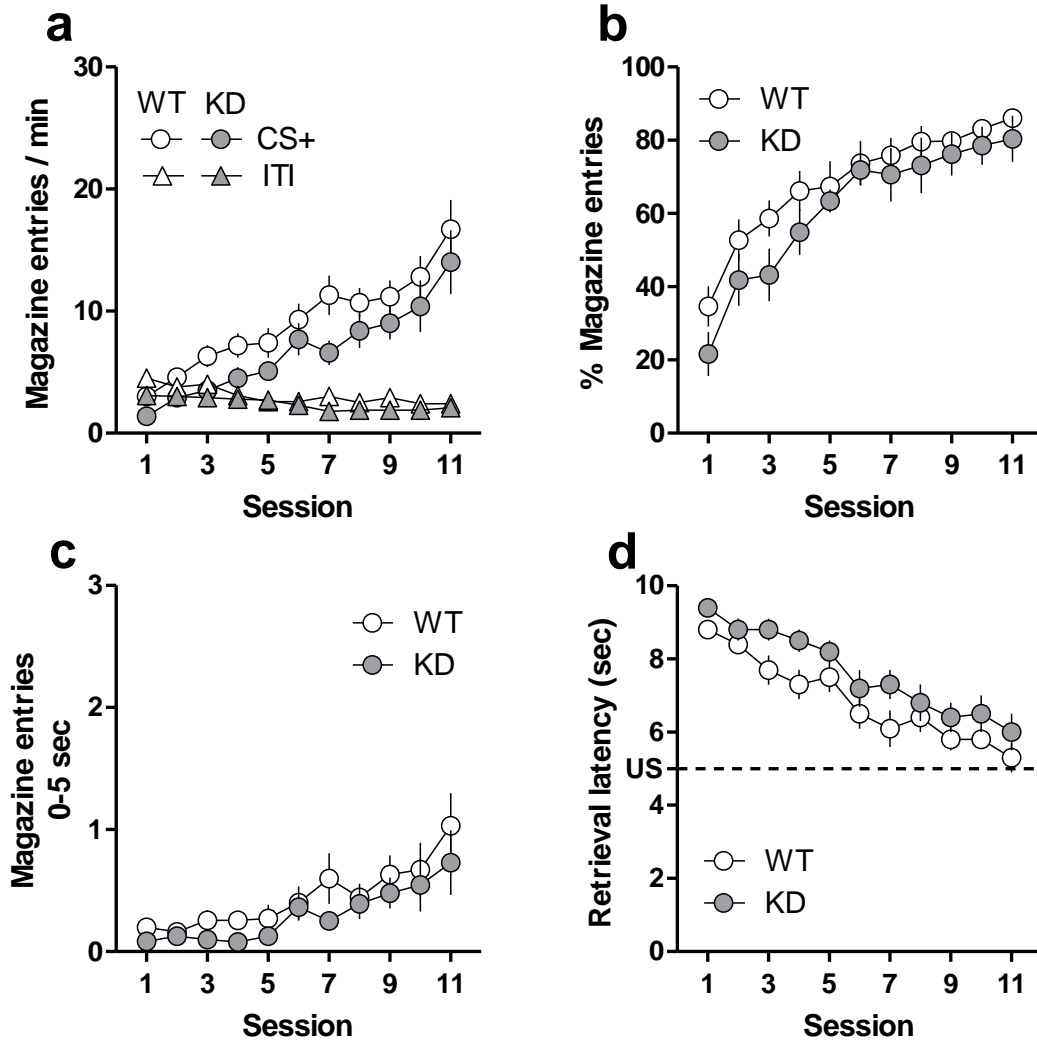 a
Magazine entries / min
30
20
10
0
WT KD
CS+
ITI
1 3 5 7 9 11
Session
b
% Magazine entries
100
80
60
40
20
0
WT
KD
1 3 5 7 9 11
Session
c
Magazine entries
0-5 sec
3
2
1
0
WT
KD
1 3 5 7 9 11
Session
d
Retrieval latency (sec)
10
8
6
US
4
2
0
WT
KD
1 3 5 7 9 11
Session